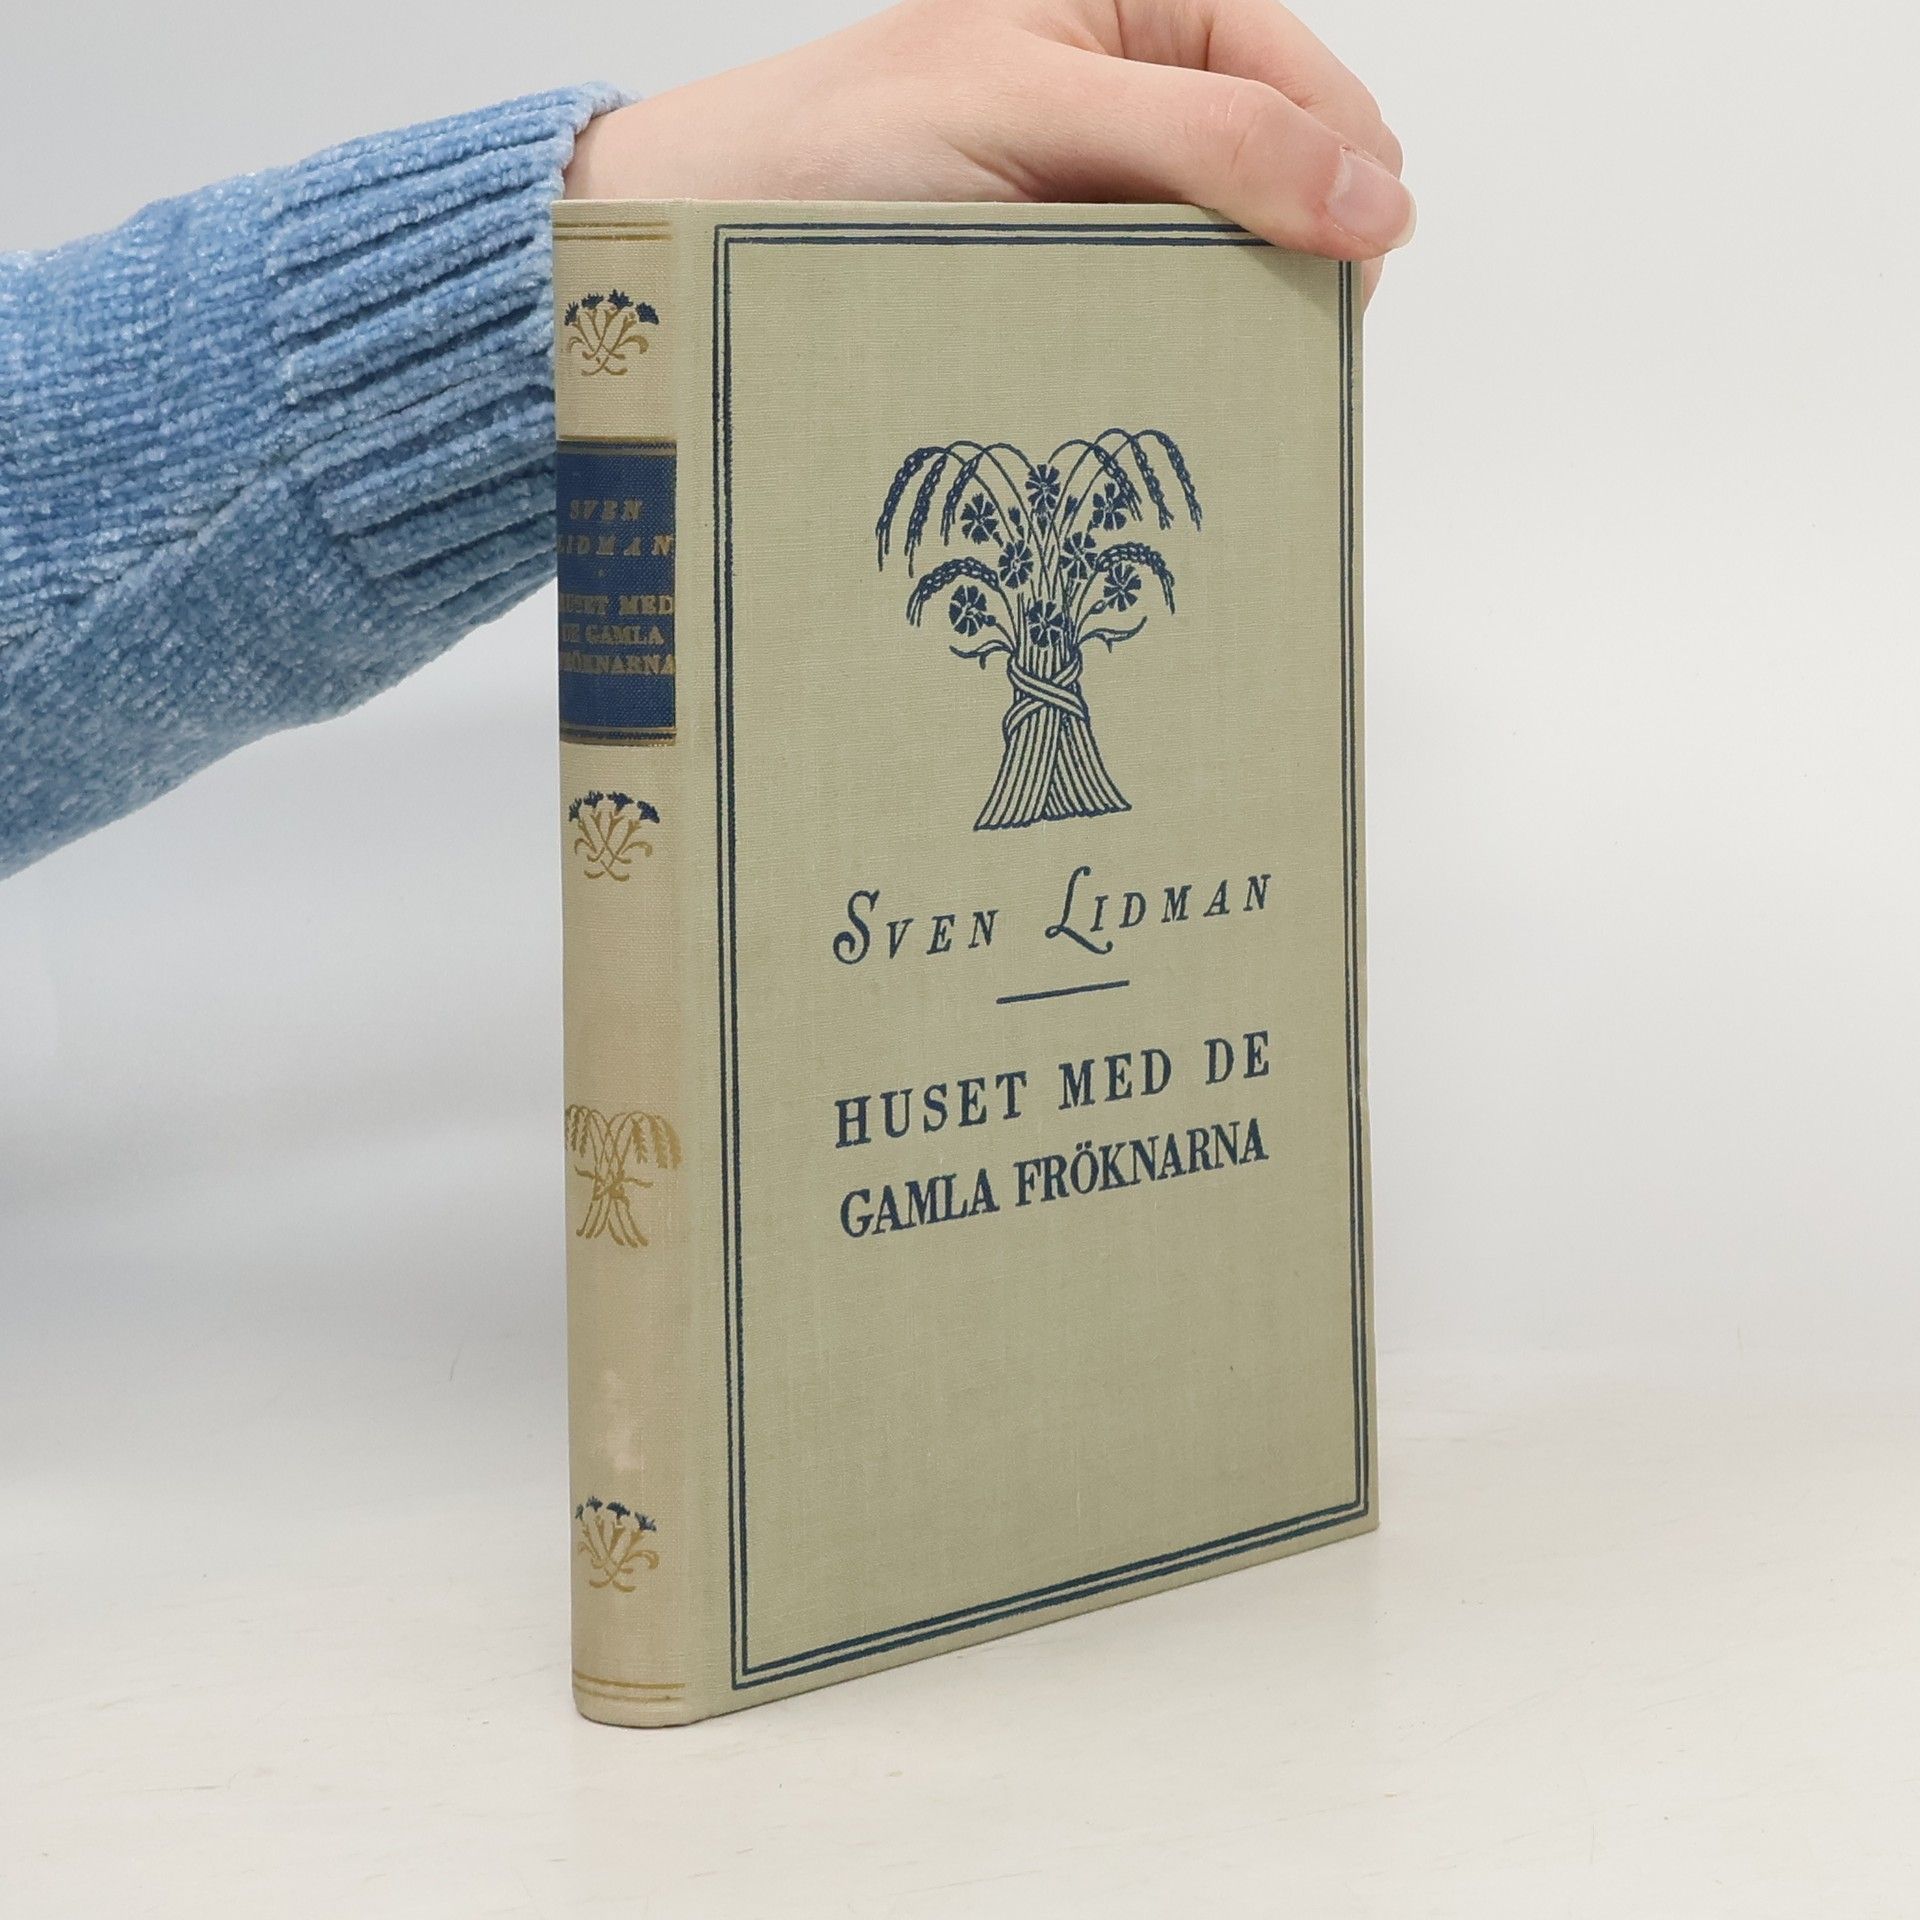 SVEN
LIDMAN
HUSET MED
DE GAMLA
FRÖKNARNA
SVEN LIDMAN
HUSET MED DE
GAMLA FRÖKNARNA